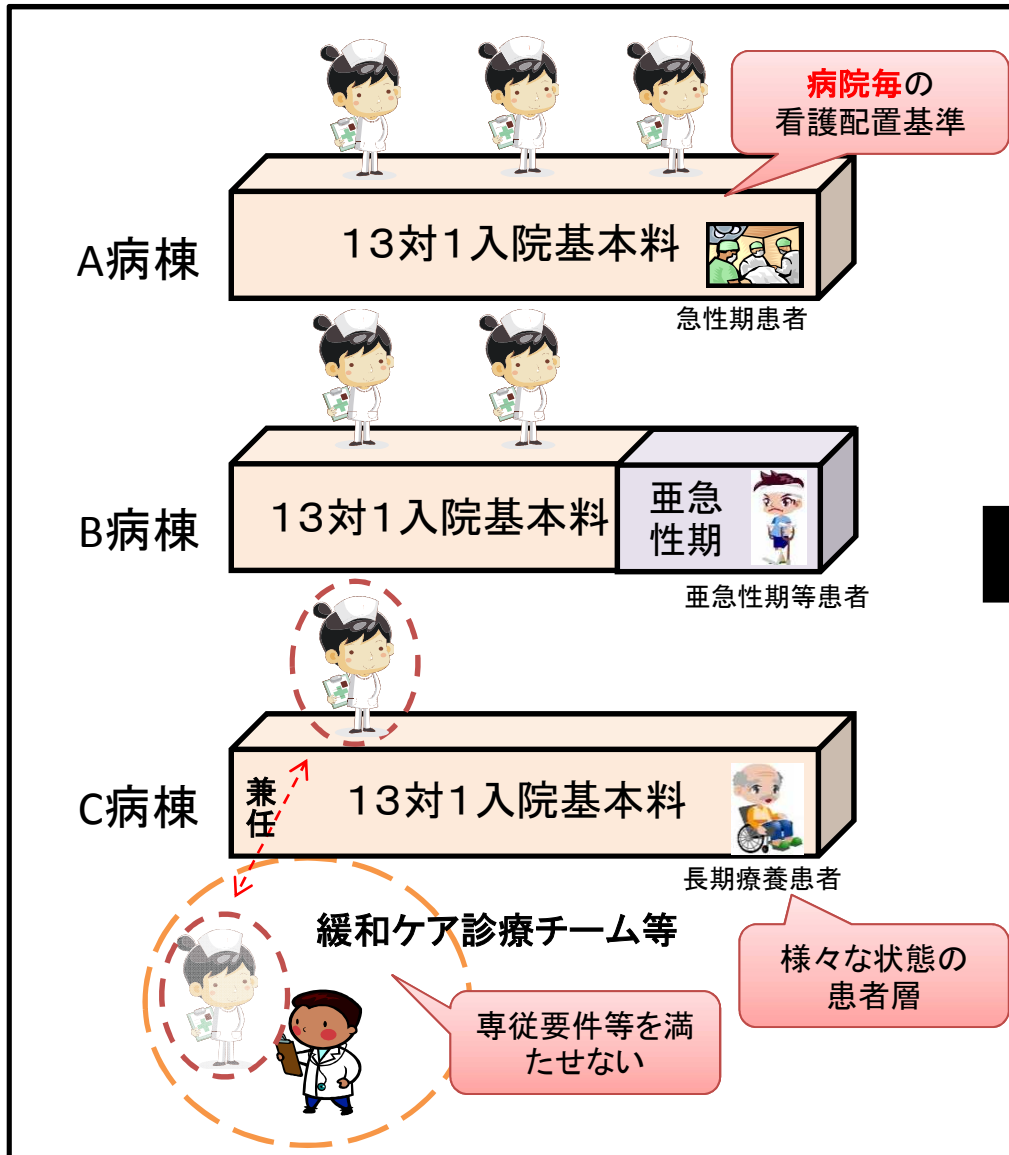 病院毎の
看護配置基準
A病棟
13対1入院基本料
急性期患者
B病棟
13対1入院基本料
亜急
性期
亜急性期等患者
C病棟
兼
任
13対1入院基本料
長期療養患者
緩和ケア診療チーム等
様々な状態の
患者層
専従要件等を満
たせない